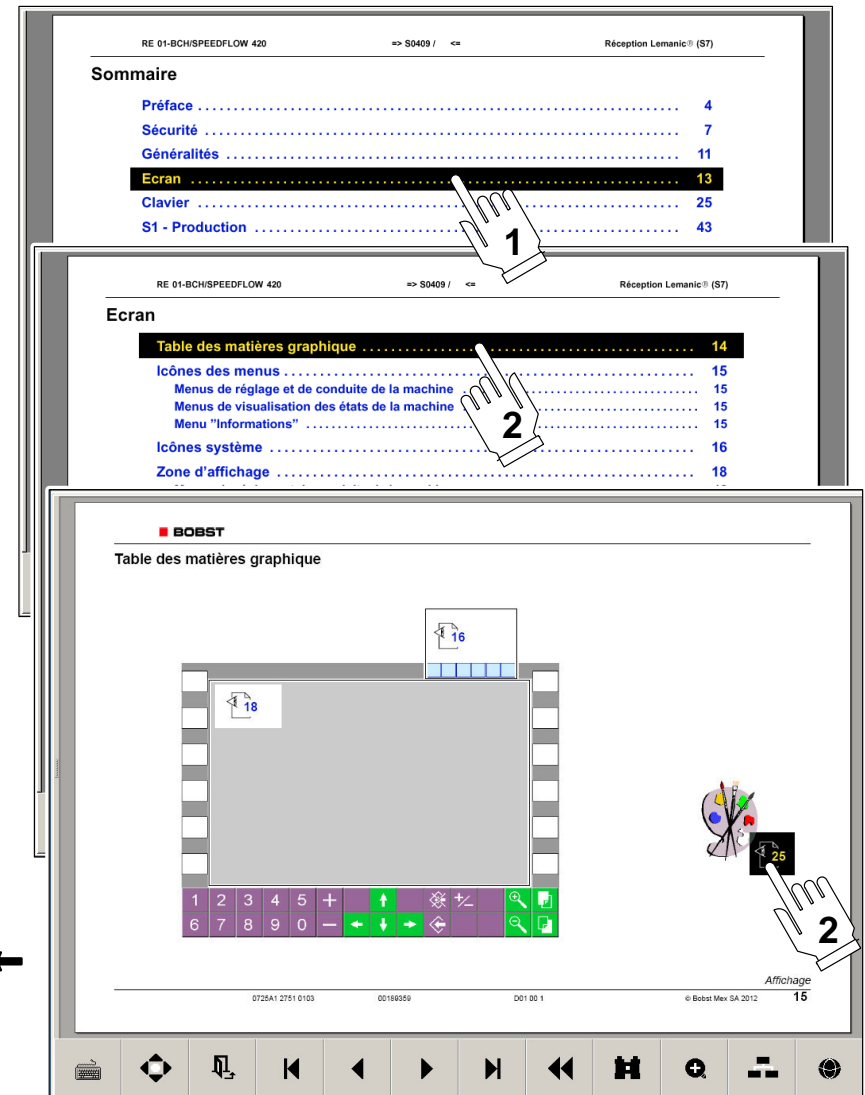 RE 01-BCH/SPEEDFLOW 420 => S0409 / <= Réception Lemanic® (S7)
Sommaire
Préface . . . . . . . . . . . . . . . . . . . . 4
Sécurité . . . . . . . . . . . . . . . . . . . . 7
Généralités . . . . . . . . . . . . . . . . . . . . 11
Ecran . . . . . . . . . . . . . . . . . . . . 13
Clavier . . . . . . . . . . . . . . . . . . . . 25
S1 - Production . . . . . . . . . . . . . . . . . . . . 43
1
RE 01-BCH/SPEEDFLOW 420 => S0409 / <= Réception Lemanic® (S7)
Ecran
Table des matières graphique . . . . . . . . . . . . . . . . . . . . 14
Icônes des menus . . . . . . . . . . . . . . . . . . . . 15
Menus de réglage et de conduite de la machine . . . . . . . . . . 15
Menus de visualisation des états de la machine . . . . . . . . . . 15
Menu ”Informations” . . . . . . . . . . . . . . . . . . . . 15
2
Icônes système . . . . . . . . . . . . . . . . . . . . 16
Zone d’affichage . . . . . . . . . . . . . . . . . . . . 18
BOBST
Table des matières graphique
16
18
25
1 2 3 4 5 +
6 7 8 9 0 −
+/−
2
Affichage
0725A1 2751 0103 00189359 D01 00 1 © Bobst Mex SA 2012 15